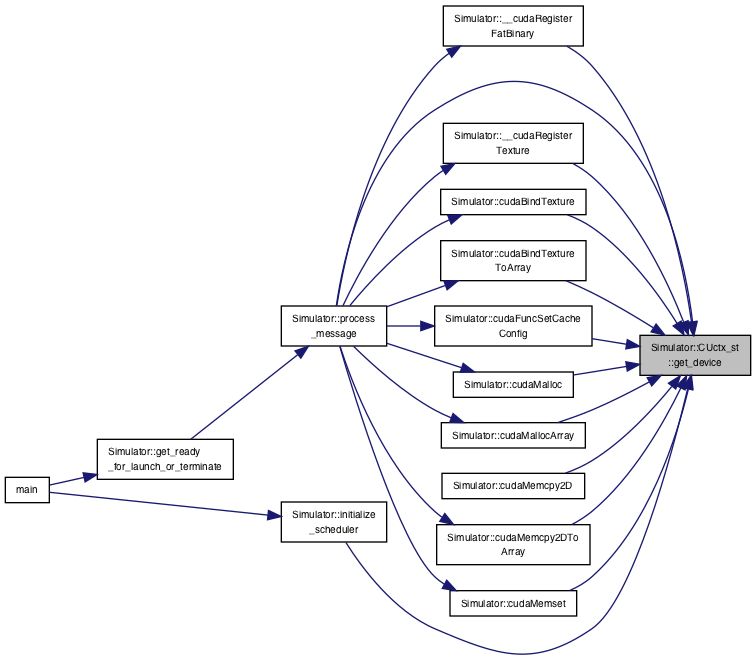 Simulator::__cudaRegister
FatBinary
Simulator::__cudaRegister
Texture
Simulator::cudaBindTexture
Simulator::cudaBindTexture
ToArray
Simulator::process
_message
Simulator::cudaFuncSetCache
Config
Simulator::CUctx_st
::get_device
Simulator::cudaMalloc
Simulator::cudaMallocArray
Simulator::get_ready
_for_launch_or_terminate
main
Simulator::cudaMemcpy2D
Simulator::initialize
_scheduler
Simulator::cudaMemcpy2DTo
Array
Simulator::cudaMemset